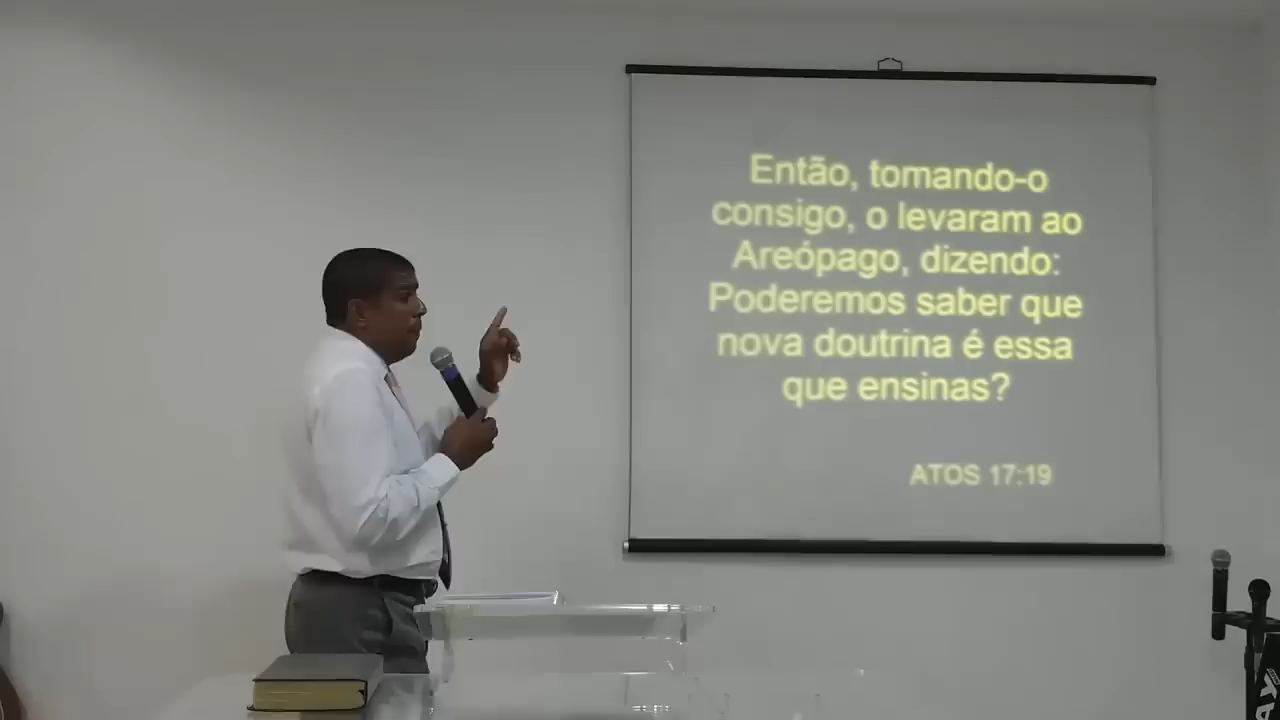 Então, tomando-o
consigo, o levaram ao
Areópago, dizendo:
Poderemos saber que
nova doutrina é essa
que ensinas?
ATOS 17:19